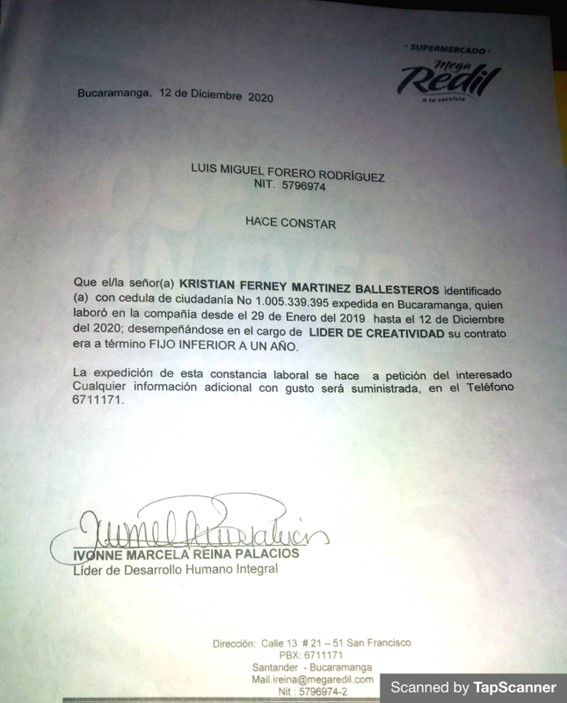 · SUPERMERCADO ·
Mega
Redil
a tu servicio
Bucaramanga, 12 de Diciembre 2020
LUIS MIGUEL FORERO RODRÍGUEZ
NIT. 5796974
HACE CONSTAR
Que el/la señor(a) KRISTIAN FERNEY MARTINEZ BALLESTEROS identificado
(a) con cedula de ciudadanía No 1.005.339.395 expedida en Bucaramanga, quien
laboró en la compañía desde el 29 de Enero del 2019 hasta el 12 de Diciembre
del 2020; desempeñándose en el cargo de LIDER DE CREATIVIDAD su contrato
era a término FIJO INFERIOR A UN AÑO.
La expedición de esta constancia laboral se hace a petición del interesado
Cualquier información adicional con gusto será suministrada, en el Teléfono
6711171.
IVONNE MARCELA REINA PALACIOS
Líder de Desarrollo Humano Integral
Dirección: Calle 13 # 21 – 51 San Francisco
PBX: 6711171
Santander - Bucaramanga
Mail.ireina@megaredil.com
Nit : 5796974-2
Scanned by TapScanner